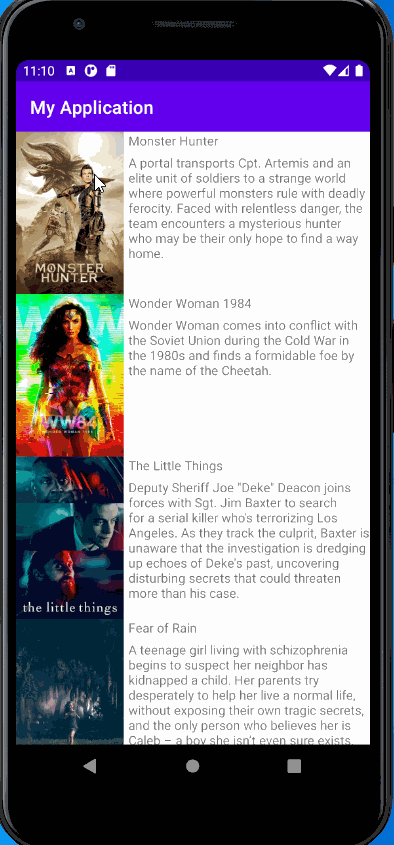 11:10
My Application
Monster Hunter
A portal transports Cpt. Artemis and an
elite unit of soldiers to a strange world
where powerful monsters rule with deadly
ferocity. Faced with relentless danger, the
team encounters a mysterious hunter
who may be their only hope to find a way
home.
MONSTER
HUNTER
Wonder Woman 1984
Wonder Woman comes into conflict with
the Soviet Union during the Cold War in
the 1980s and finds a formidable foe by
the name of the Cheetah.
WW84
The Little Things
Deputy Sheriff Joe "Deke" Deacon joins
forces with Sgt. Jim Baxter to search
for a serial killer who's terrorizing Los
Angeles. As they track the culprit, Baxter is
unaware that the investigation is dredging
up echoes of Deke's past, uncovering
disturbing secrets that could threaten
more than his case.
the little things
Fear of Rain
A teenage girl living with schizophrenia
begins to suspect her neighbor has
kidnapped a child. Her parents try
desperately to help her live a normal life,
without exposing their own tragic secrets,
and the only person who believes her is
Caleb – a boy she isn't even sure exists.